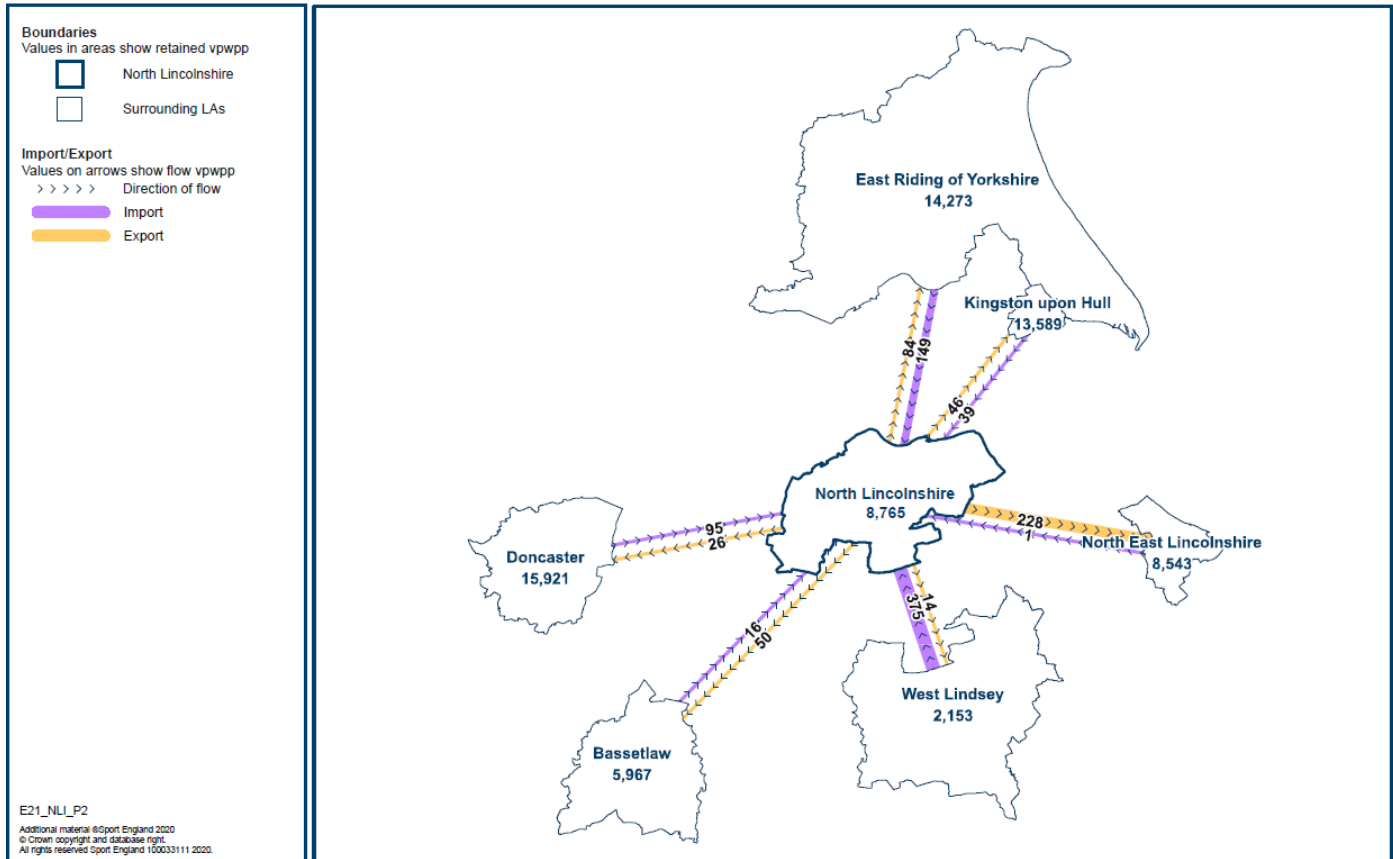 Boundaries
Values in areas show retained vpwpp
North Lincolnshire
Surrounding LAs
Import/Export
Values on arrows show flow vpwpp
Direction of flow
Import
Export
E21_NLI_P2
Additional material ©Sport England 2020
© Crown copyright and database right.
All rights reserved Sport England 100033111 2020.
East Riding of Yorkshire
14,273
Kingston upon Hull
13,589
84
149
46
39
North Lincolnshire
8,765
95
26
228
1
Doncaster
15,921
North East Lincolnshire
8,543
16
50
375
14
West Lindsey
2,153
Bassetlaw
5,967